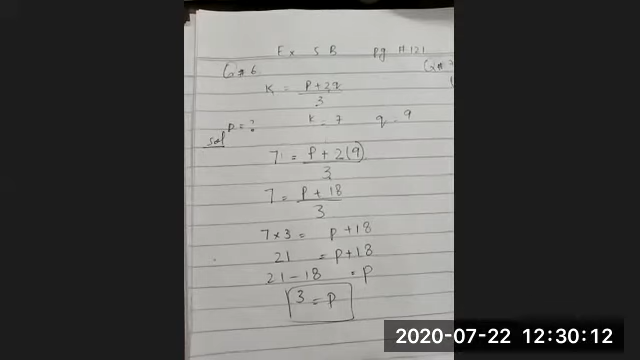 Ex 5B pg # 121
Q # 6.
K = P + 2q / 3
P = ? K = 7 q = 9
Sol
7 = P + 2(9) / 3
7 = P + 18 / 3
7 × 3 = P + 18
21 = P + 18
21 - 18 = P
3 = P
2020-07-22 12:30:12